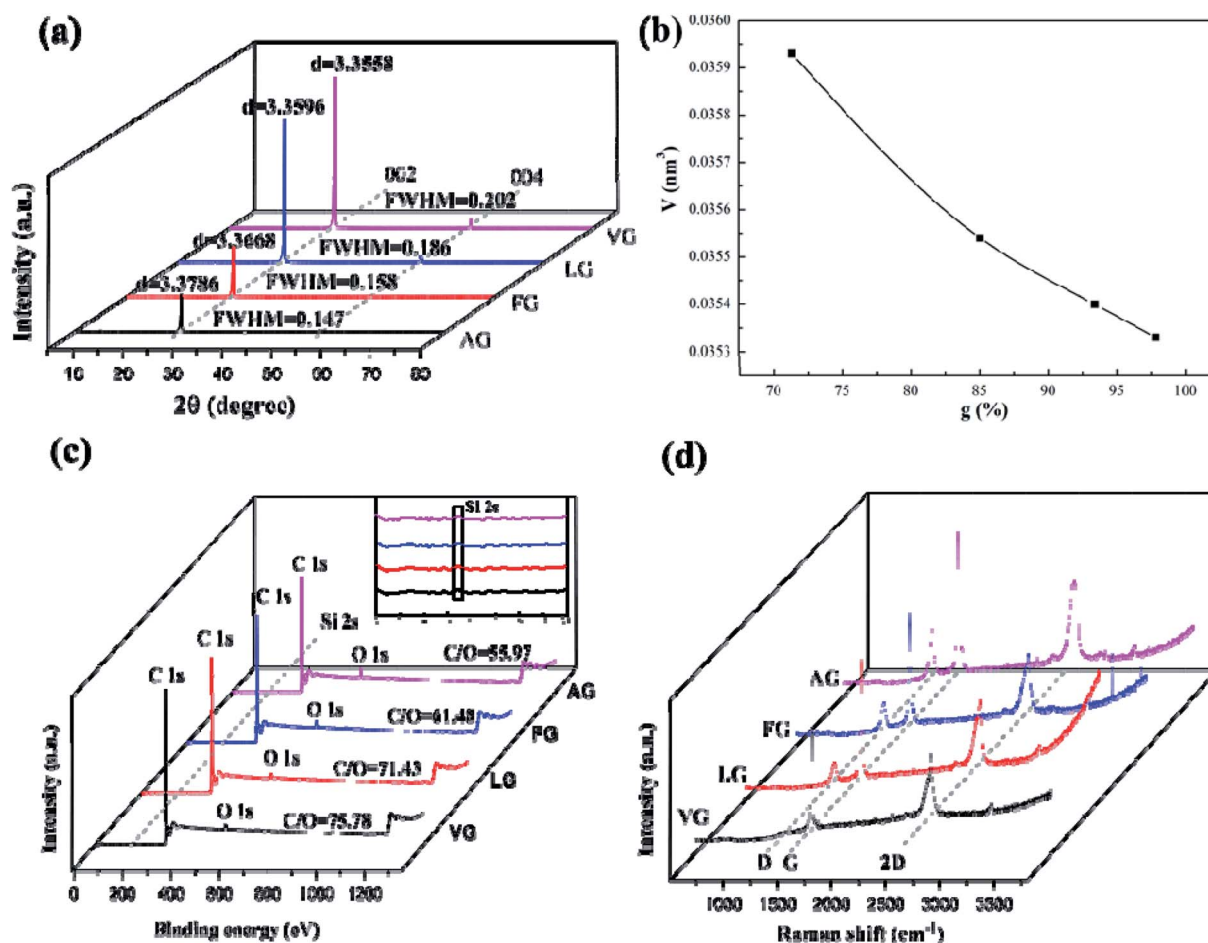 (a)
d=3.3558
d=3.3596
002
004
FWHM=0.202
VG
d=3.3668
FWHM=0.186
LG
d=3.3786
FWHM=0.158
FG
FWHM=0.147
AG
10 20 30 40 50 60 70 80
2θ (degree)
Intensity (a.u.)
(b)
0.0360
0.0359
0.0358
0.0357
0.0356
0.0355
0.0354
0.0353
V (nm³)
70 75 80 85 90 95 100
g (%)
(c)
Si 2s
C 1s
C 1s
Si 2s
C 1s
O 1s
C/O=55.97
AG
C 1s
O 1s
C/O=61.48
FG
O 1s
C/O=71.43
LG
O 1s
C/O=75.78
VG
0 200 400 600 800 1000 1200
Binding energy (eV)
Intensity (a.u.)
(d)
AG
FG
LG
VG
D G 2D
1000 1500 2000 2500 3000 3500
Raman shift (cm⁻¹)
Intensity (a.u.)